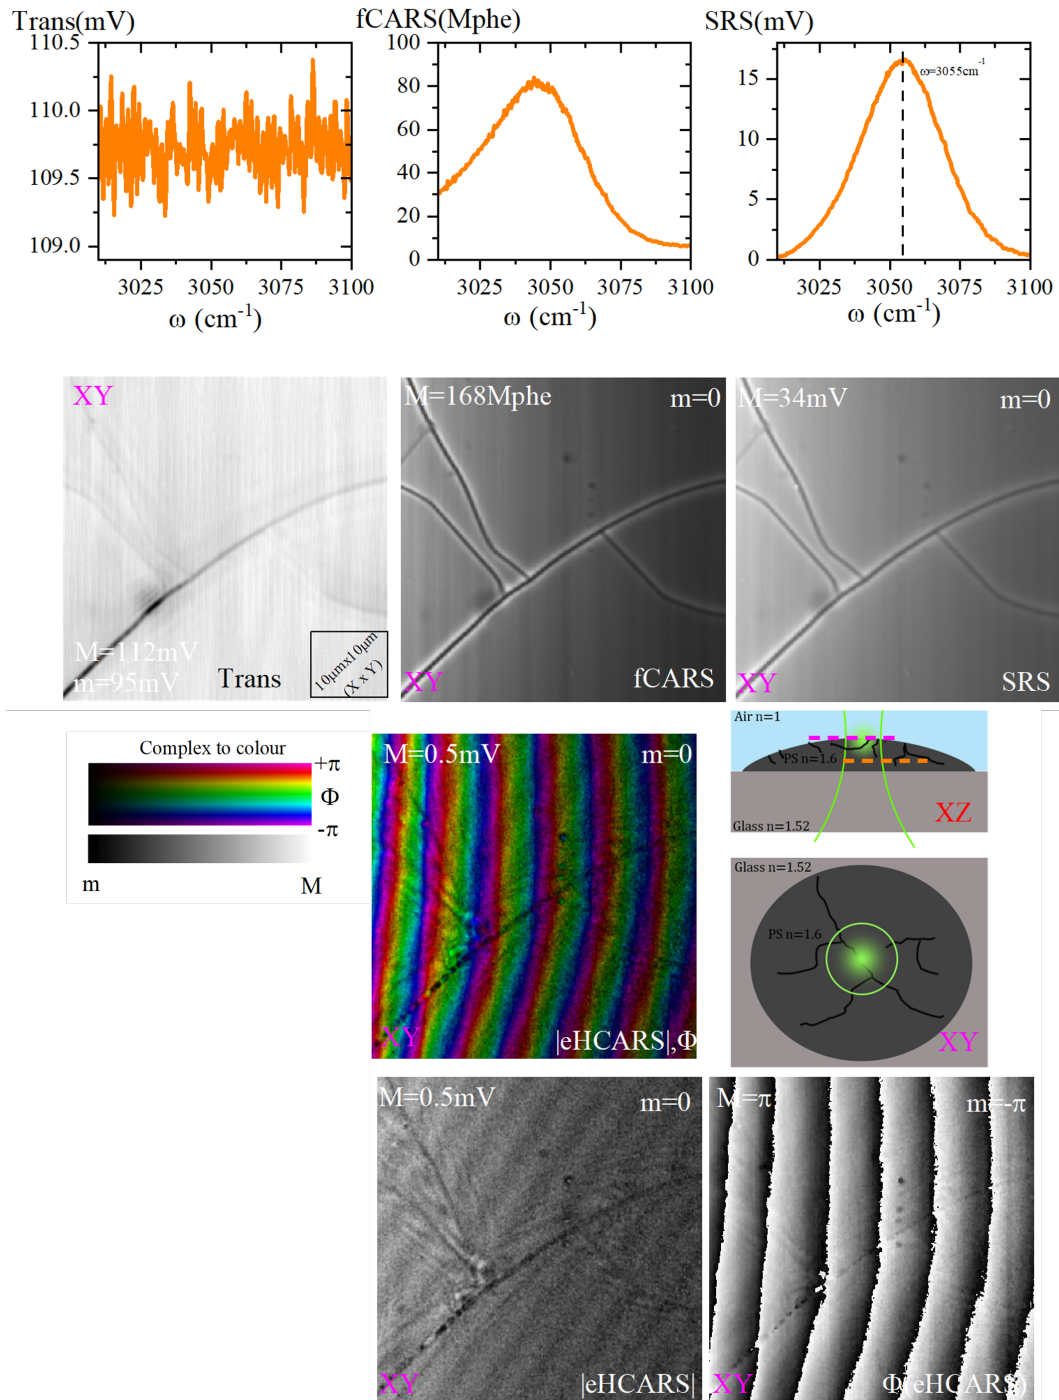 Trans(mV)
fCARS(Mphe)
SRS(mV)
110.5
110.0
109.5
109.0
3025
3050
3075
3100
ω (cm-1)
100
80
60
40
20
0
3025
3050
3075
3100
ω (cm-1)
15
10
5
0
ω=3055cm-1
3025
3050
3075
3100
ω (cm-1)
XY
M=112mV
m=95mV
Trans
10μmx10μm
(X x Y)
M=168Mphe
m=0
XY
fCARS
M=34mV
m=0
XY
SRS
Complex to colour
+π
Φ
-π
m
M
M=0.5mV
m=0
XY
|eHCARS|,Φ
Air n=1
PS n=1.6
Glass n=1.52
XZ
Glass n=1.52
PS n=1.6
XY
M=0.5mV
m=0
XY
|eHCARS|
M=π
m=-π
XY
Φ(eHCARS)